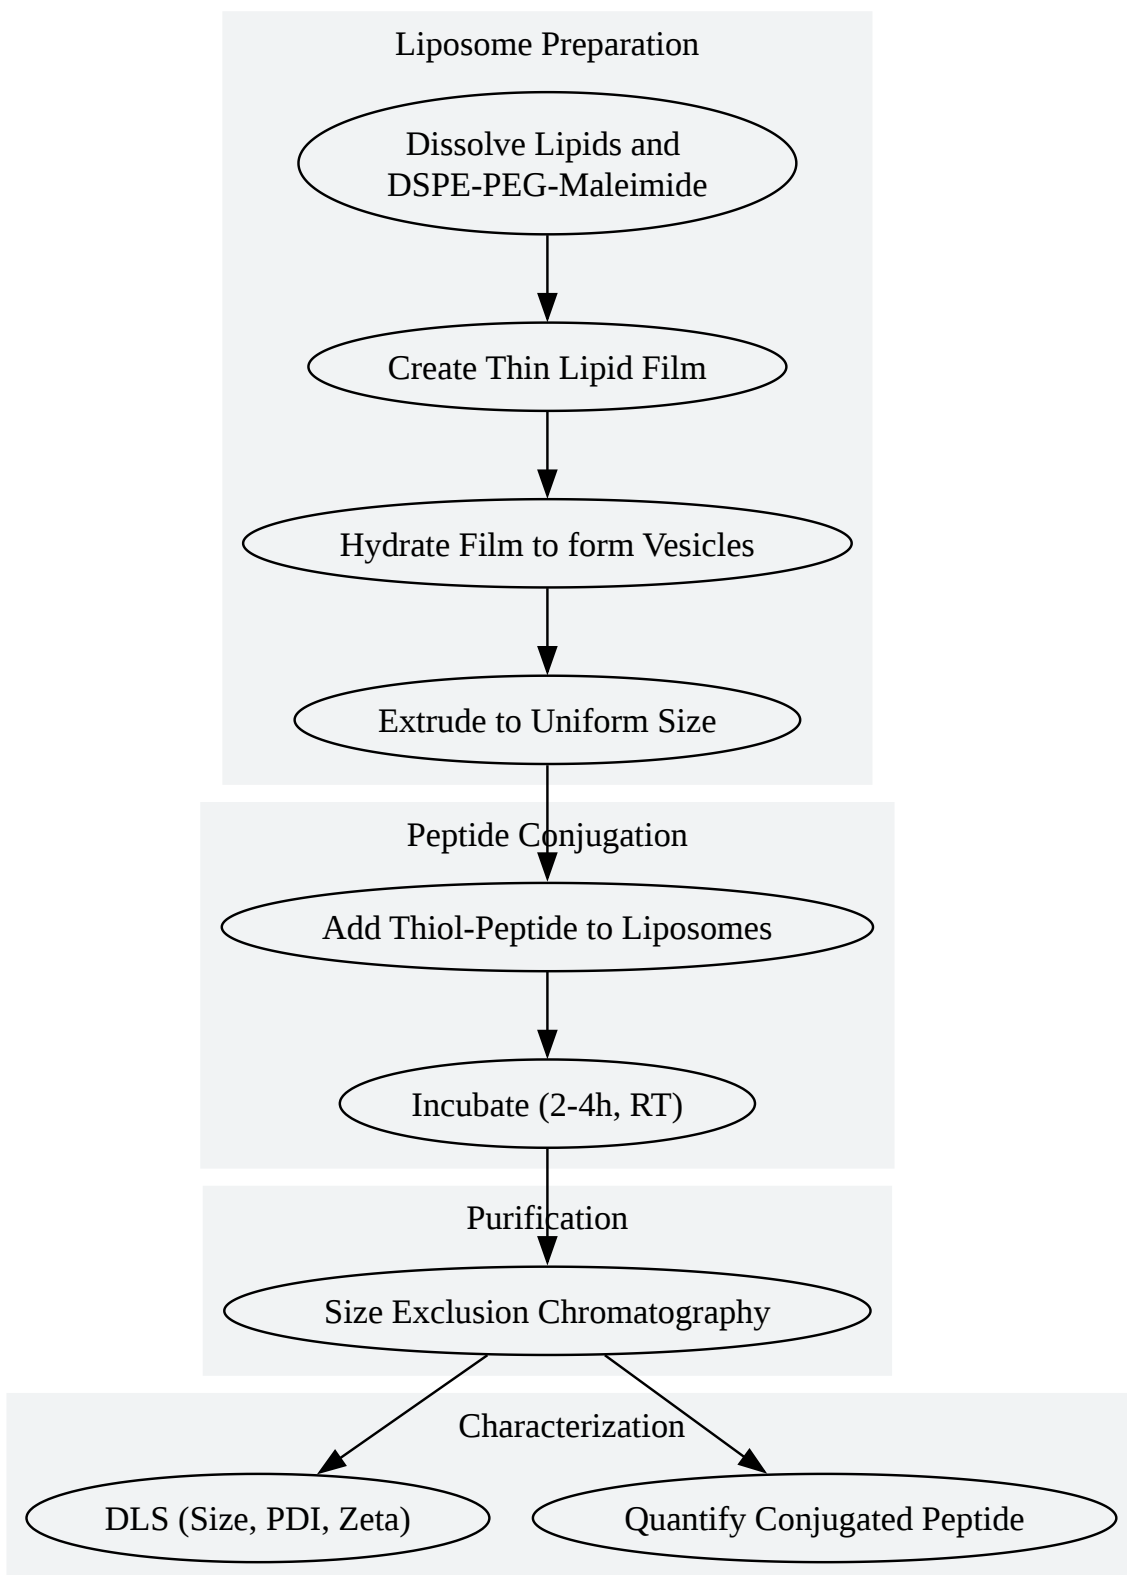 Liposome Preparation
Dissolve Lipids and
DSPE-PEG-Maleimide
Create Thin Lipid Film
Hydrate Film to form Vesicles
Extrude to Uniform Size
Peptide Conjugation
Add Thiol-Peptide to Liposomes
Incubate (2-4h, RT)
Purification
Size Exclusion Chromatography
Characterization
DLS (Size, PDI, Zeta)
Quantify Conjugated Peptide